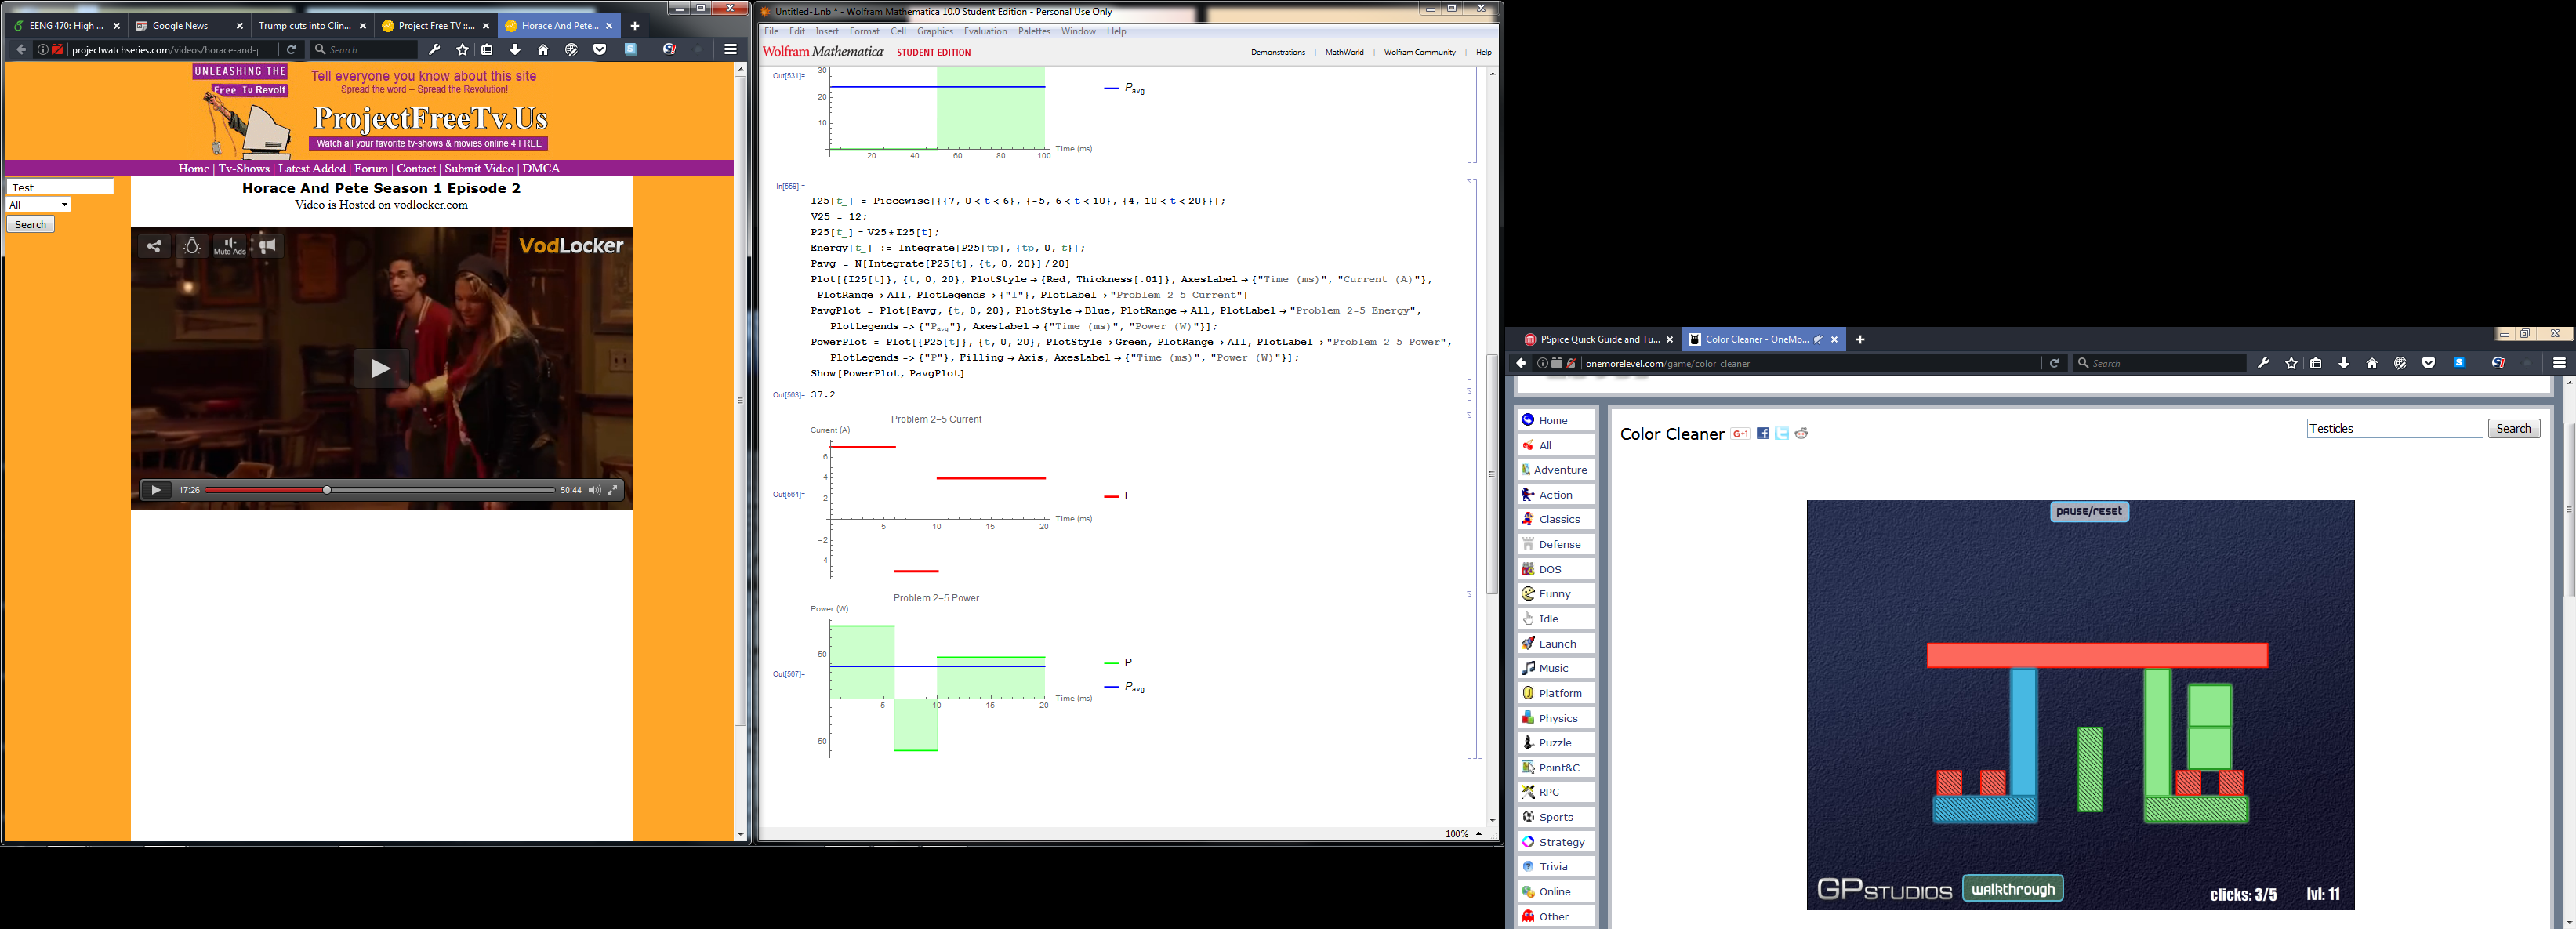 EENG 470: High ...
Google News
Trump cuts into Clin...
Project Free TV ::...
Horace And Pete...
projectwatchseries.com/videos/horace-and-p
Search
UNLEASHING THE
Free Tv Revolt
Tell everyone you know about this site
Spread the word -- Spread the Revolution!
ProjectFreeTv.Us
Watch all your favorite tv-shows & movies online 4 FREE
Home | Tv-Shows | Latest Added | Forum | Contact | Submit Video | DMCA
Test
All
Search
Horace And Pete Season 1 Episode 2
Video is Hosted on vodlocker.com
Mute Ads
VodLocker
17:26
50:44
Untitled-1.nb * - Wolfram Mathematica 10.0 Student Edition - Personal Use Only
File Edit Insert Format Cell Graphics Evaluation Palettes Window Help
Wolfram Mathematica | STUDENT EDITION
Demonstrations | MathWorld | Wolfram Community | Help
Out[531]=
30
20
10
20 40 60 80 100 Time (ms)
Pavg
In[559]:=
I25[t_] = Piecewise[{{7, 0 < t < 6}, {-5, 6 < t < 10}, {4, 10 < t < 20}}];
V25 = 12;
P25[t_] = V25 * I25[t];
Energy[t_] := Integrate[P25[tp], {tp, 0, t}];
Pavg = N[Integrate[P25[t], {t, 0, 20}] / 20]
Plot[{I25[t]}, {t, 0, 20}, PlotStyle → {Red, Thickness[.01]}, AxesLabel → {"Time (ms)", "Current (A)"},
PlotRange → All, PlotLegends → {"I"}, PlotLabel → "Problem 2-5 Current"]
PavgPlot = Plot[Pavg, {t, 0, 20}, PlotStyle → Blue, PlotRange → All, PlotLabel → "Problem 2-5 Energy",
PlotLegends -> {"Pavg"}, AxesLabel → {"Time (ms)", "Power (W)"}];
PowerPlot = Plot[{P25[t]}, {t, 0, 20}, PlotStyle → Green, PlotRange → All, PlotLabel → "Problem 2-5 Power",
PlotLegends -> {"P"}, Filling → Axis, AxesLabel → {"Time (ms)", "Power (W)"}];
Show[PowerPlot, PavgPlot]
Out[563]= 37.2
Problem 2-5 Current
Current (A)
6
4
Out[564]=
2
I
5 10 15 20 Time (ms)
-2
-4
Problem 2-5 Power
Power (W)
50
P
Out[567]=
Pavg
5 10 15 20 Time (ms)
-50
100%
PSpice Quick Guide and Tu...
Color Cleaner - OneMo...
onemorelevel.com/game/color_cleaner
Search
Home
All
Adventure
Action
Classics
Defense
DOS
Funny
Idle
Launch
Music
Platform
Physics
Puzzle
Point&C
RPG
Sports
Strategy
Trivia
Online
Other
Color Cleaner
G+1
Testicles
Search
pause/reset
GP STUDIOS
walkthrough
clicks: 3/5
lvl: 11